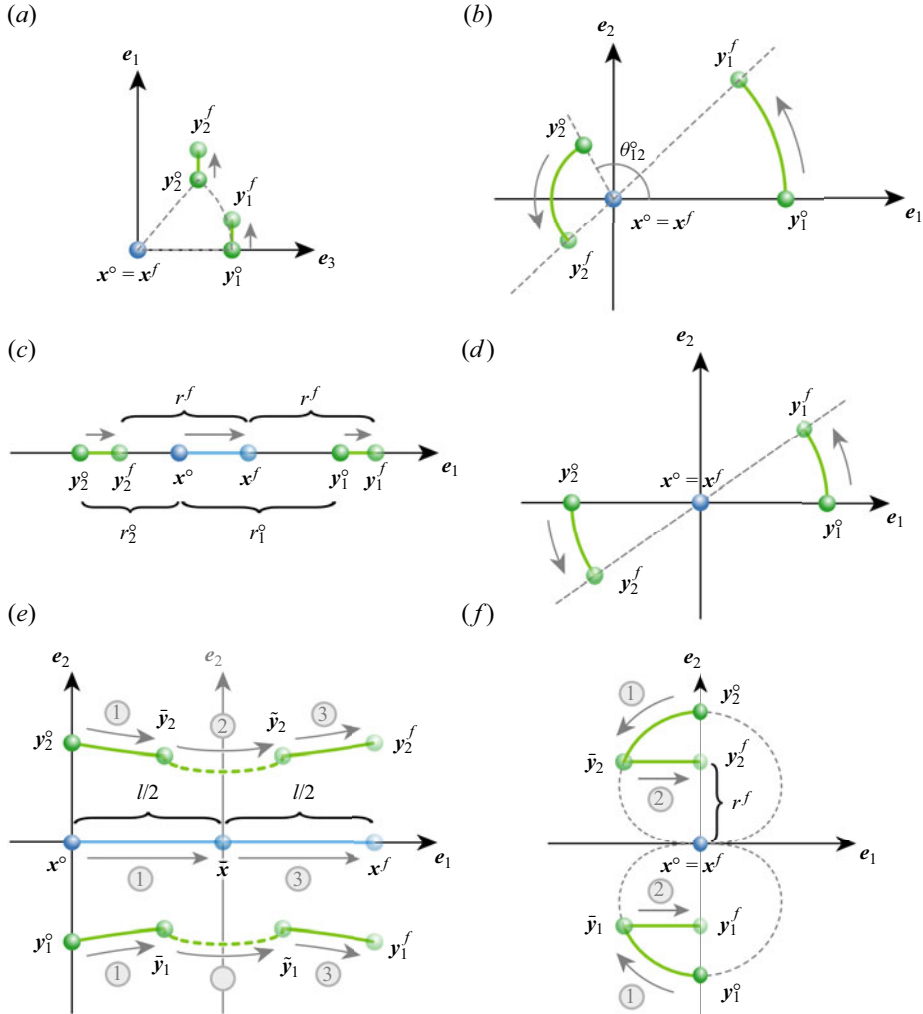 (a)
e₁
y₂ᶠ
y₂°
y₁ᶠ
x° = xᶠ
y₁°
e₃
(b)
e₂
y₁ᶠ
y₂°
θ₁₂°
x° = xᶠ
y₁°
e₁
y₂ᶠ
(c)
rᶠ
rᶠ
y₂°
y₂ᶠ
x°
xᶠ
y₁°
y₁ᶠ
e₁
r₂°
r₁°
(d)
e₂
y₁ᶠ
y₂°
x° = xᶠ
y₁°
e₁
y₂ᶠ
(e)
e₂
e₂
1
ȳ₂
2
ỹ₂
3
y₂°
y₂ᶠ
l/2
l/2
x°
1
x̄
3
xᶠ
e₁
y₁°
1
ȳ₁
ỹ₁
3
y₁ᶠ
(f)
e₂
1
y₂°
ȳ₂
y₂ᶠ
2
rᶠ
x° = xᶠ
e₁
2
ȳ₁
y₁ᶠ
1
y₁°